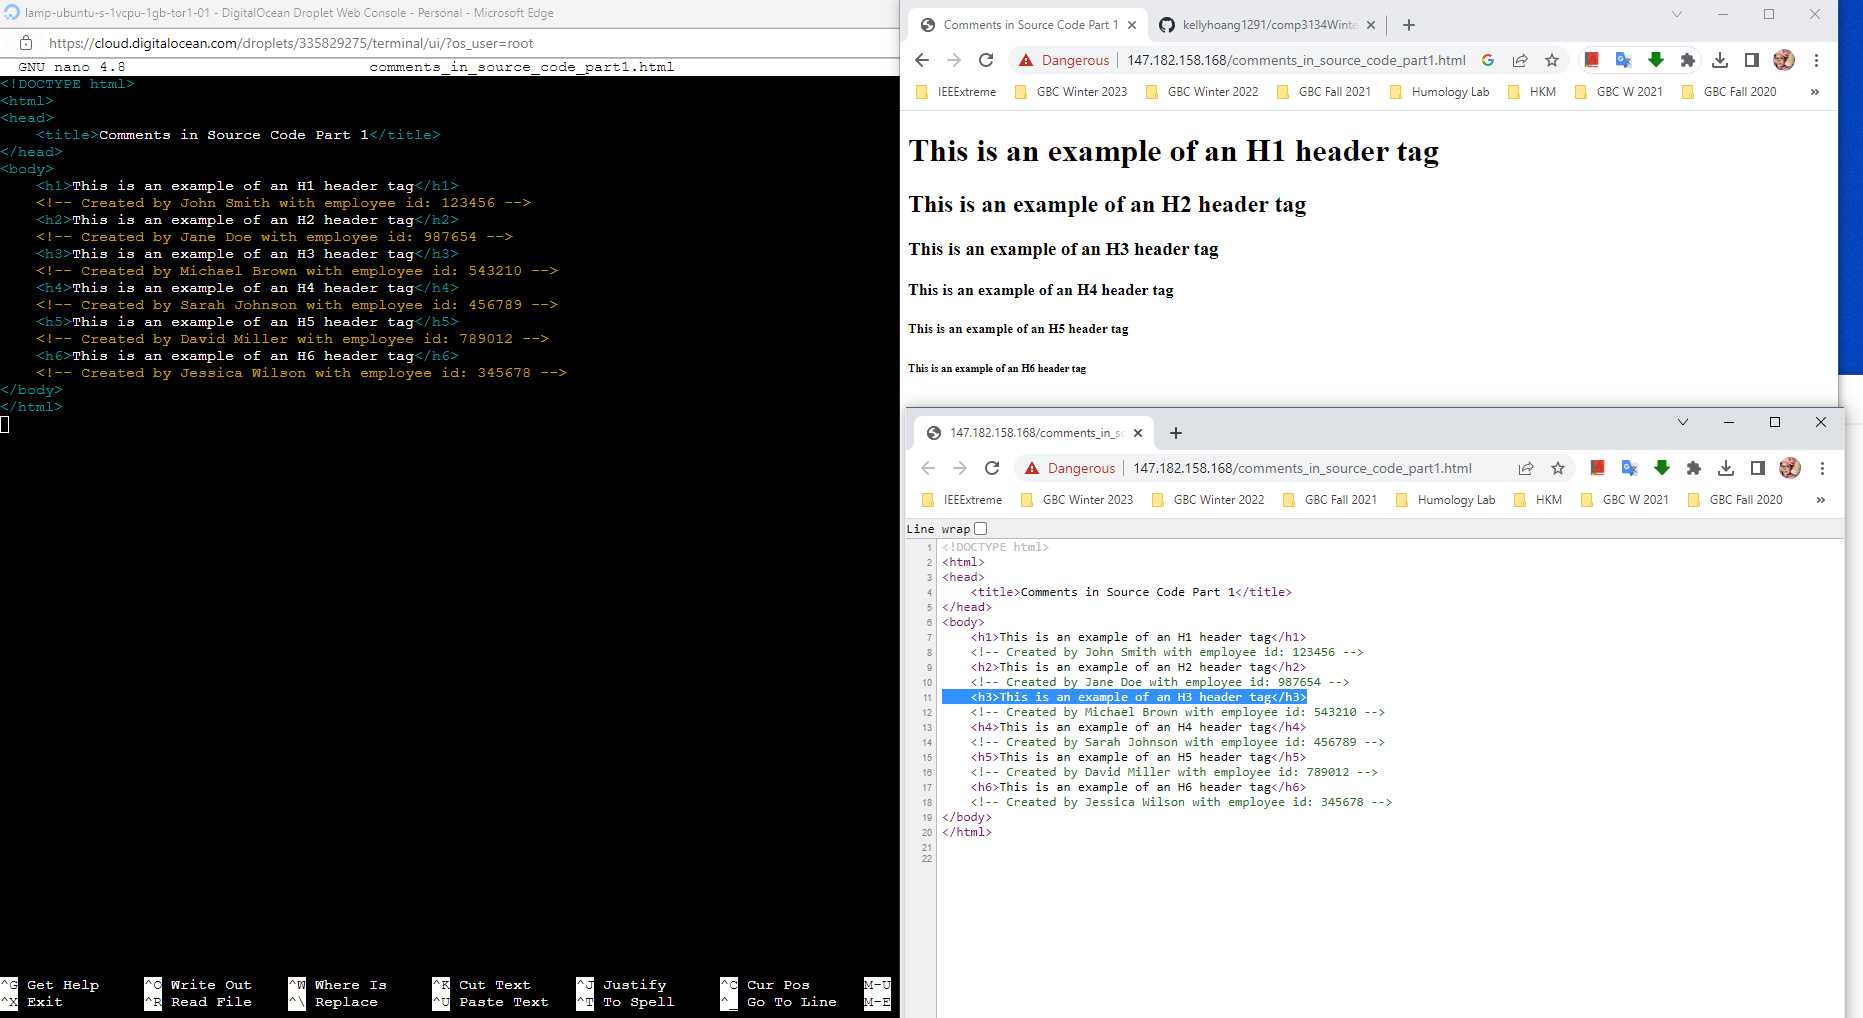 lamp-ubuntu-s-1vcpu-1gb-tor1-01 - DigitalOcean Droplet Web Console - Personal - Microsoft Edge
https://cloud.digitalocean.com/droplets/335829275/terminal/ui/?os_user=root
GNU nano 4.8 comments_in_source_code_part1.html
<!DOCTYPE html>
<html>
<head>
    <title>Comments in Source Code Part 1</title>
</head>
<body>
    <h1>This is an example of an H1 header tag</h1>
    <!-- Created by John Smith with employee id: 123456 -->
    <h2>This is an example of an H2 header tag</h2>
    <!-- Created by Jane Doe with employee id: 987654 -->
    <h3>This is an example of an H3 header tag</h3>
    <!-- Created by Michael Brown with employee id: 543210 -->
    <h4>This is an example of an H4 header tag</h4>
    <!-- Created by Sarah Johnson with employee id: 456789 -->
    <h5>This is an example of an H5 header tag</h5>
    <!-- Created by David Miller with employee id: 789012 -->
    <h6>This is an example of an H6 header tag</h6>
    <!-- Created by Jessica Wilson with employee id: 345678 -->
</body>
</html>
^G Get Help ^O Write Out ^W Where Is ^K Cut Text ^J Justify ^C Cur Pos M-U
^X Exit ^R Read File ^\ Replace ^U Paste Text ^T To Spell ^_ Go To Line M-E
Comments in Source Code Part 1 kellyhoang1291/comp3134Winte
Dangerous 147.182.158.168/comments_in_source_code_part1.html
IEEExtreme GBC Winter 2023 GBC Winter 2022 GBC Fall 2021 Humology Lab HKM GBC W 2021 GBC Fall 2020 »
This is an example of an H1 header tag
This is an example of an H2 header tag
This is an example of an H3 header tag
This is an example of an H4 header tag
This is an example of an H5 header tag
This is an example of an H6 header tag
147.182.158.168/comments_in_so
Dangerous 147.182.158.168/comments_in_source_code_part1.html
IEEExtreme GBC Winter 2023 GBC Winter 2022 GBC Fall 2021 Humology Lab HKM GBC W 2021 GBC Fall 2020 »
Line wrap
1 <!DOCTYPE html>
2 <html>
3 <head>
4     <title>Comments in Source Code Part 1</title>
5 </head>
6 <body>
7     <h1>This is an example of an H1 header tag</h1>
8     <!-- Created by John Smith with employee id: 123456 -->
9     <h2>This is an example of an H2 header tag</h2>
10     <!-- Created by Jane Doe with employee id: 987654 -->
11     <h3>This is an example of an H3 header tag</h3>
12     <!-- Created by Michael Brown with employee id: 543210 -->
13     <h4>This is an example of an H4 header tag</h4>
14     <!-- Created by Sarah Johnson with employee id: 456789 -->
15     <h5>This is an example of an H5 header tag</h5>
16     <!-- Created by David Miller with employee id: 789012 -->
17     <h6>This is an example of an H6 header tag</h6>
18     <!-- Created by Jessica Wilson with employee id: 345678 -->
19 </body>
20 </html>
21
22